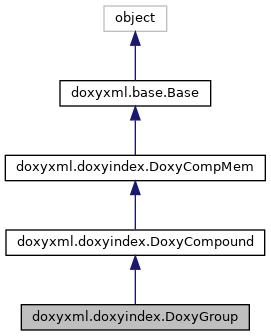 object
doxyxml.base.Base
doxyxml.doxyindex.DoxyCompMem
doxyxml.doxyindex.DoxyCompound
doxyxml.doxyindex.DoxyGroup